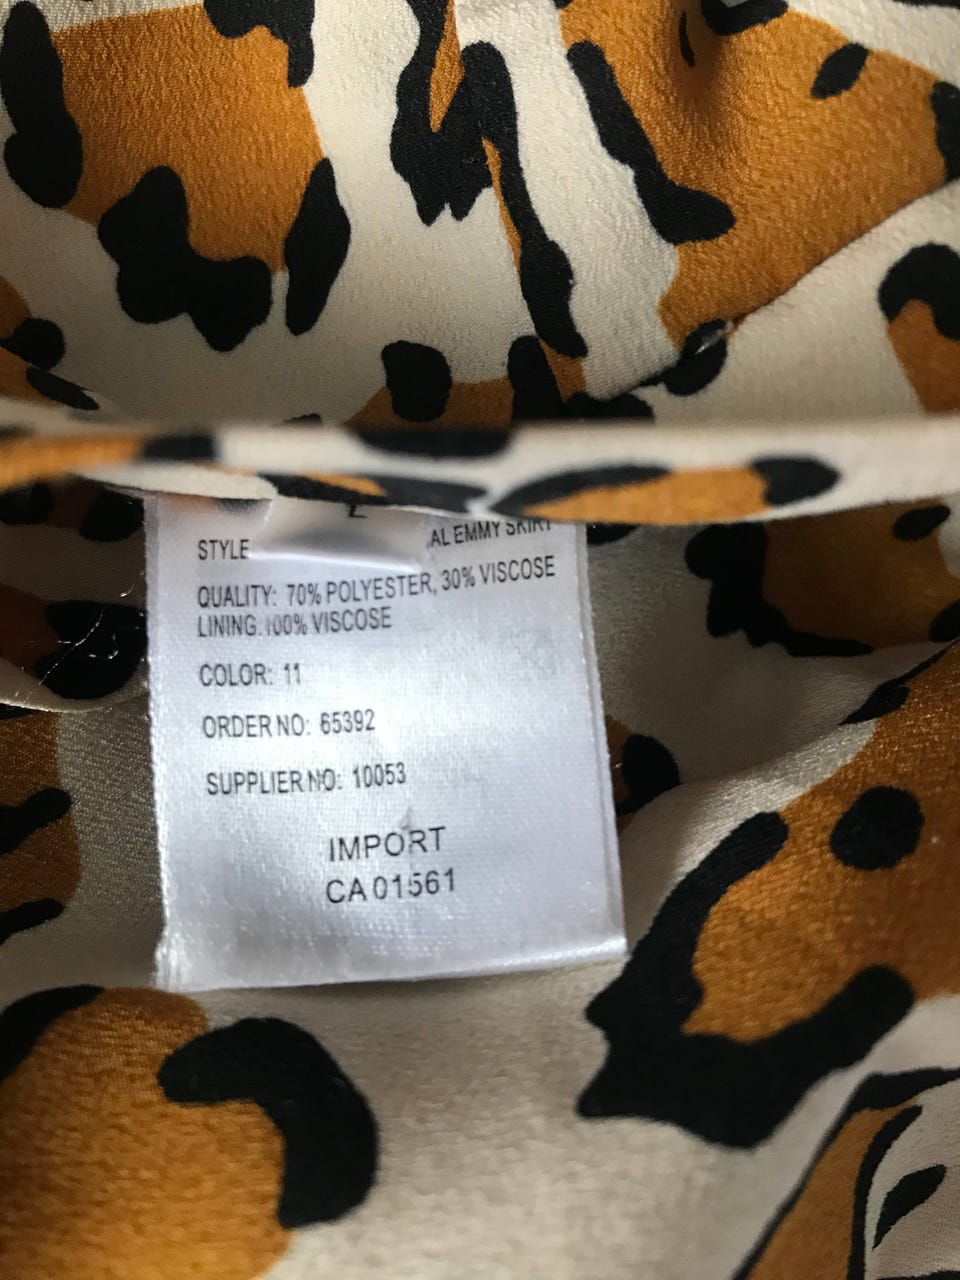 STYLE AL EMMY SKIRT
QUALITY: 70% POLYESTER, 30% VISCOSE
LINING: 100% VISCOSE
COLOR: 11
ORDER NO: 65392
SUPPLIER NO: 10053
IMPORT
CA 01561